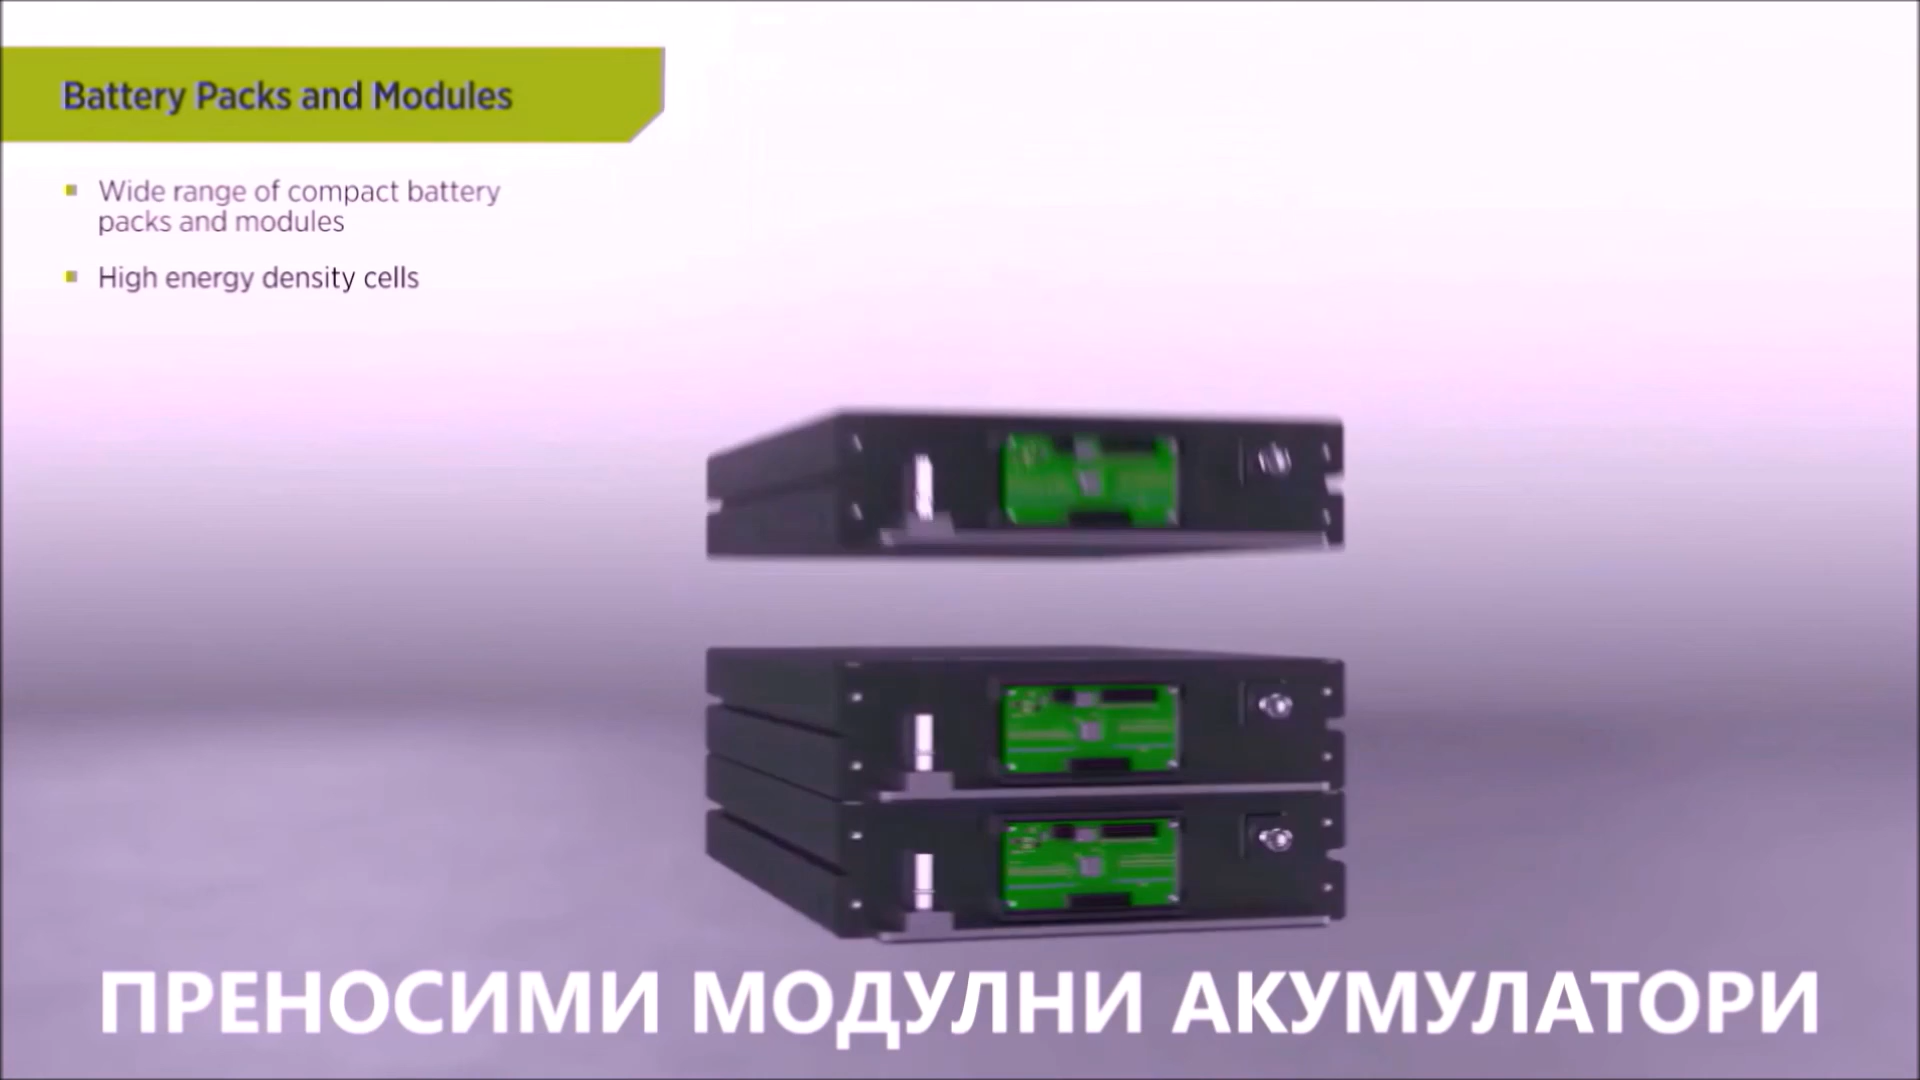 Battery Packs and Modules
Wide range of compact battery
packs and modules
High energy density cells
ПРЕНОСИМИ МОДУЛНИ АКУМУЛАТОРИ